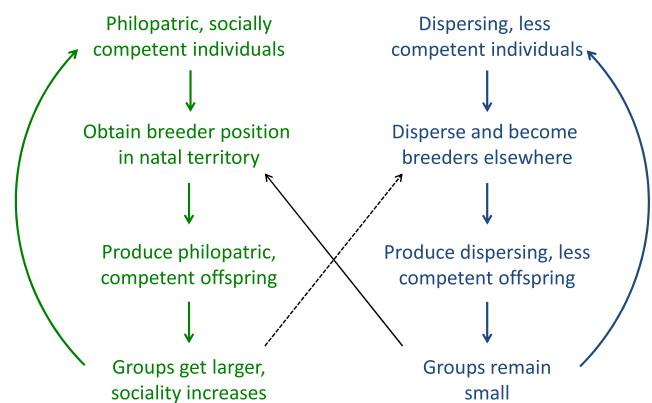 Philopatric, socially
competent individuals
Obtain breeder position
in natal territory
Produce philopatric,
competent offspring
Groups get larger,
sociality increases
Dispersing, less
competent individuals
Disperse and become
breeders elsewhere
Produce dispersing, less
competent offspring
Groups remain
small